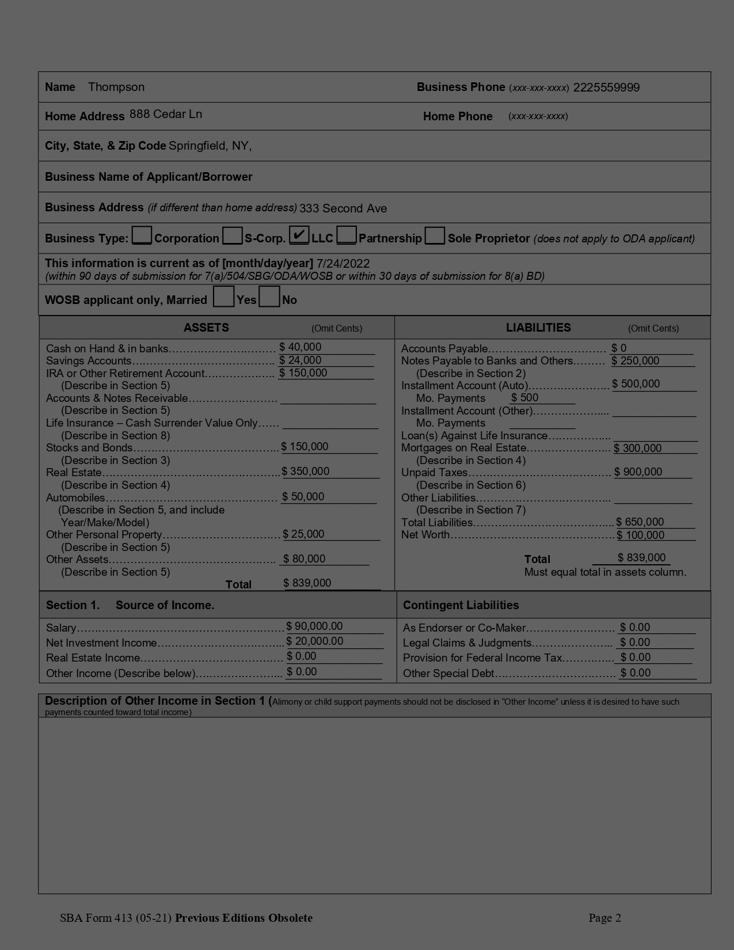 Name Thompson Business Phone (xxx-xxx-xxxx) 2225559999
Home Address 888 Cedar Ln Home Phone (xxx-xxx-xxxx)
City, State, & Zip Code Springfield, NY,
Business Name of Applicant/Borrower
Business Address (if different than home address) 333 Second Ave
Business Type: Corporation S-Corp. ✔ LLC Partnership Sole Proprietor (does not apply to ODA applicant)
This information is current as of [month/day/year] 7/24/2022
(within 90 days of submission for 7(a)/504/SBG/ODA/WOSB or within 30 days of submission for 8(a) BD)
WOSB applicant only, Married Yes No
ASSETS (Omit Cents) LIABILITIES (Omit Cents)
Cash on Hand & in banks………………………… $ 40,000
Savings Accounts……………………………… $ 24,000
IRA or Other Retirement Account……………… $ 150,000
(Describe in Section 5)
Accounts & Notes Receivable…………………
(Describe in Section 5)
Life Insurance – Cash Surrender Value Only……
(Describe in Section 8)
Stocks and Bonds……………………………… $ 150,000
(Describe in Section 3)
Real Estate……………………………………… $ 350,000
(Describe in Section 4)
Automobiles……………………………………… $ 50,000
(Describe in Section 5, and include
Year/Make/Model)
Other Personal Property………………………… $ 25,000
(Describe in Section 5)
Other Assets……………………………………… $ 80,000
(Describe in Section 5)
Total $ 839,000
Accounts Payable……………………………… $ 0
Notes Payable to Banks and Others……… $ 250,000
(Describe in Section 2)
Installment Account (Auto)…………………… $ 500,000
Mo. Payments $ 500
Installment Account (Other)…………………
Mo. Payments
Loan(s) Against Life Insurance………………
Mortgages on Real Estate…………………… $ 300,000
(Describe in Section 4)
Unpaid Taxes………………………………… $ 900,000
(Describe in Section 6)
Other Liabilities………………………………
(Describe in Section 7)
Total Liabilities………………………………… $ 650,000
Net Worth……………………………………… $ 100,000
Total $ 839,000
Must equal total in assets column.
Section 1. Source of Income. Contingent Liabilities
Salary……………………………………………… $ 90,000.00 As Endorser or Co-Maker……………………… $ 0.00
Net Investment Income…………………………… $ 20,000.00 Legal Claims & Judgments…………………… $ 0.00
Real Estate Income……………………………… $ 0.00 Provision for Federal Income Tax…………… $ 0.00
Other Income (Describe below)………………… $ 0.00 Other Special Debt……………………………… $ 0.00
Description of Other Income in Section 1 (Alimony or child support payments should not be disclosed in "Other Income" unless it is desired to have such
payments counted toward total income)
SBA Form 413 (05-21) Previous Editions Obsolete Page 2